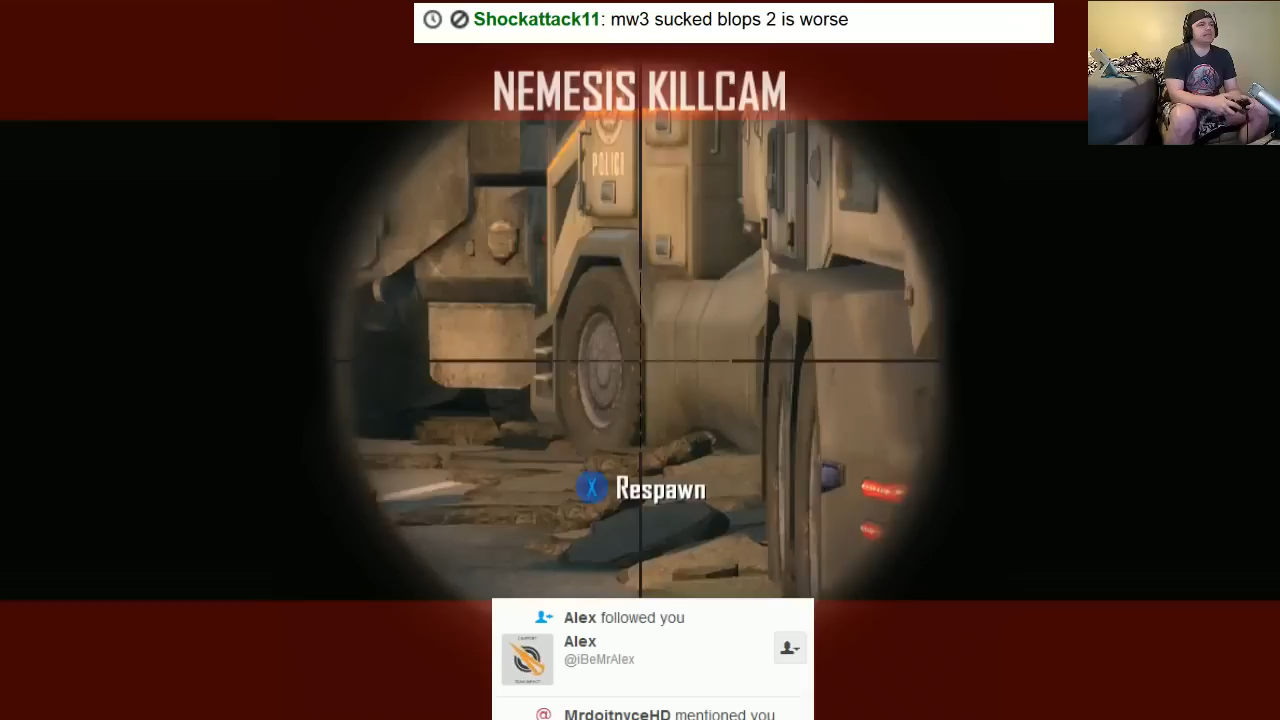 Shockattack11: mw3 sucked blops 2 is worse
NEMESIS KILLCAM
POLICE
X Respawn
Alex followed you
Alex
@iBeMrAlex
@ MrdoitnyceHD mentioned you